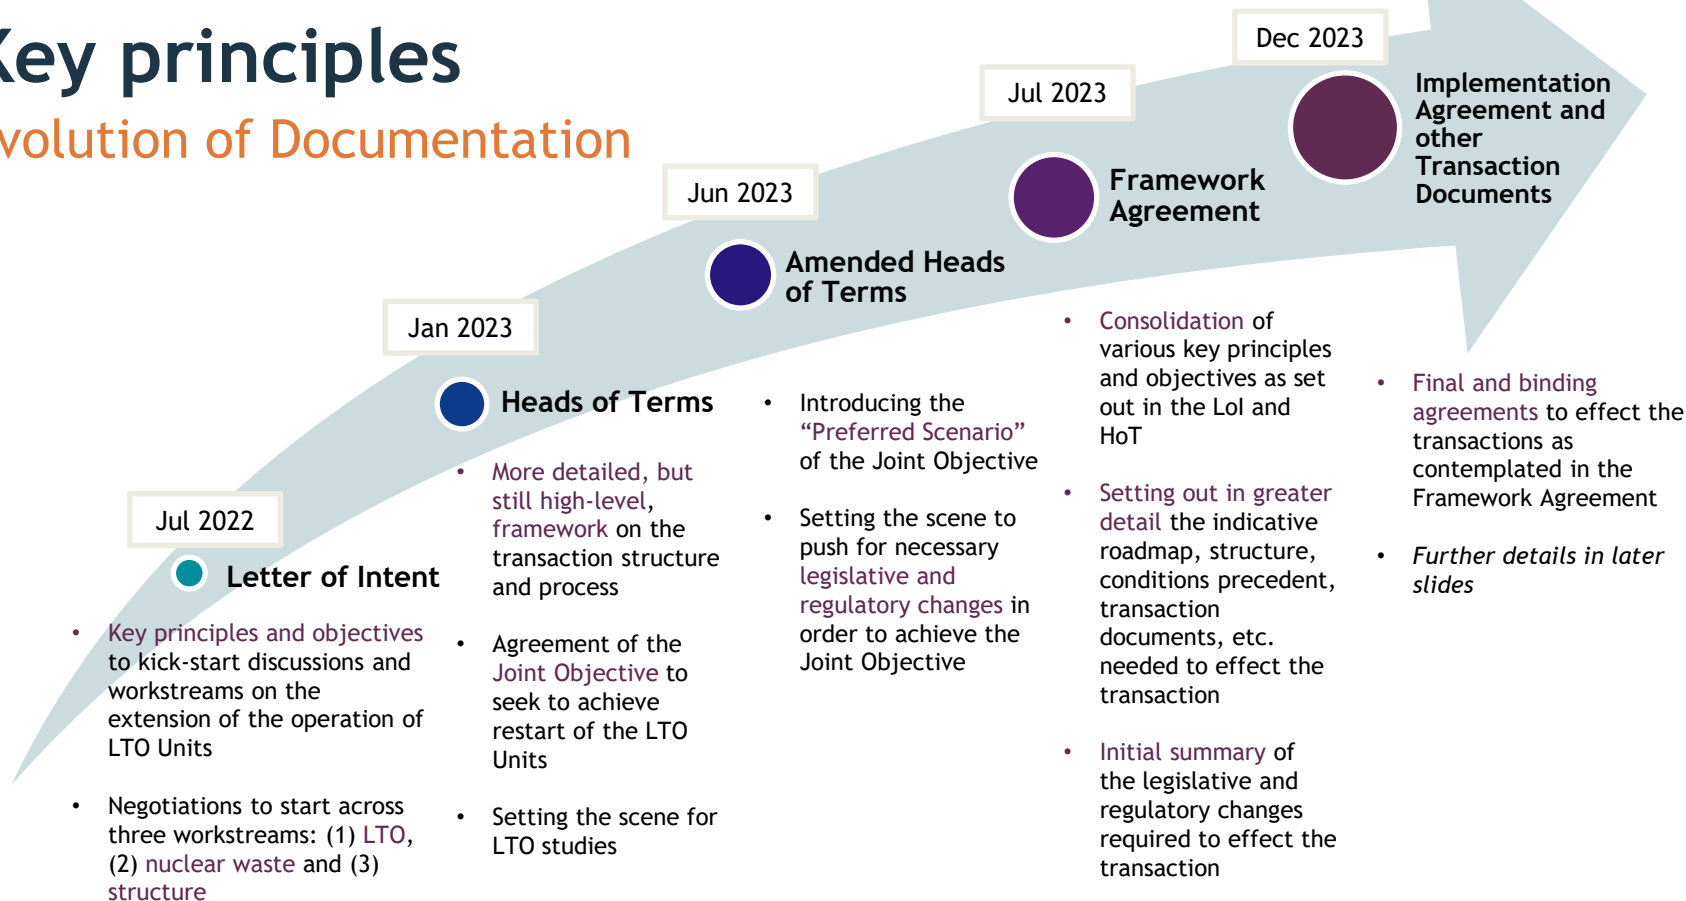 Key principles
volution of Documentation
Jul 2022
Letter of Intent
• Key principles and objectives
to kick-start discussions and
workstreams on the
extension of the operation of
LTO Units
• Negotiations to start across
three workstreams: (1) LTO,
(2) nuclear waste and (3)
structure
Jan 2023
Heads of Terms
• More detailed, but
still high-level,
framework on the
transaction structure
and process
• Agreement of the
Joint Objective to
seek to achieve
restart of the LTO
Units
• Setting the scene for
LTO studies
Jun 2023
Amended Heads
of Terms
• Introducing the
“Preferred Scenario”
of the Joint Objective
• Setting the scene to
push for necessary
legislative and
regulatory changes in
order to achieve the
Joint Objective
Jul 2023
Framework
Agreement
• Consolidation of
various key principles
and objectives as set
out in the LoI and
HoT
• Setting out in greater
detail the indicative
roadmap, structure,
conditions precedent,
transaction
documents, etc.
needed to effect the
transaction
• Initial summary of
the legislative and
regulatory changes
required to effect the
transaction
Dec 2023
Implementation
Agreement and
other
Transaction
Documents
• Final and binding
agreements to effect the
transactions as
contemplated in the
Framework Agreement
• Further details in later
slides